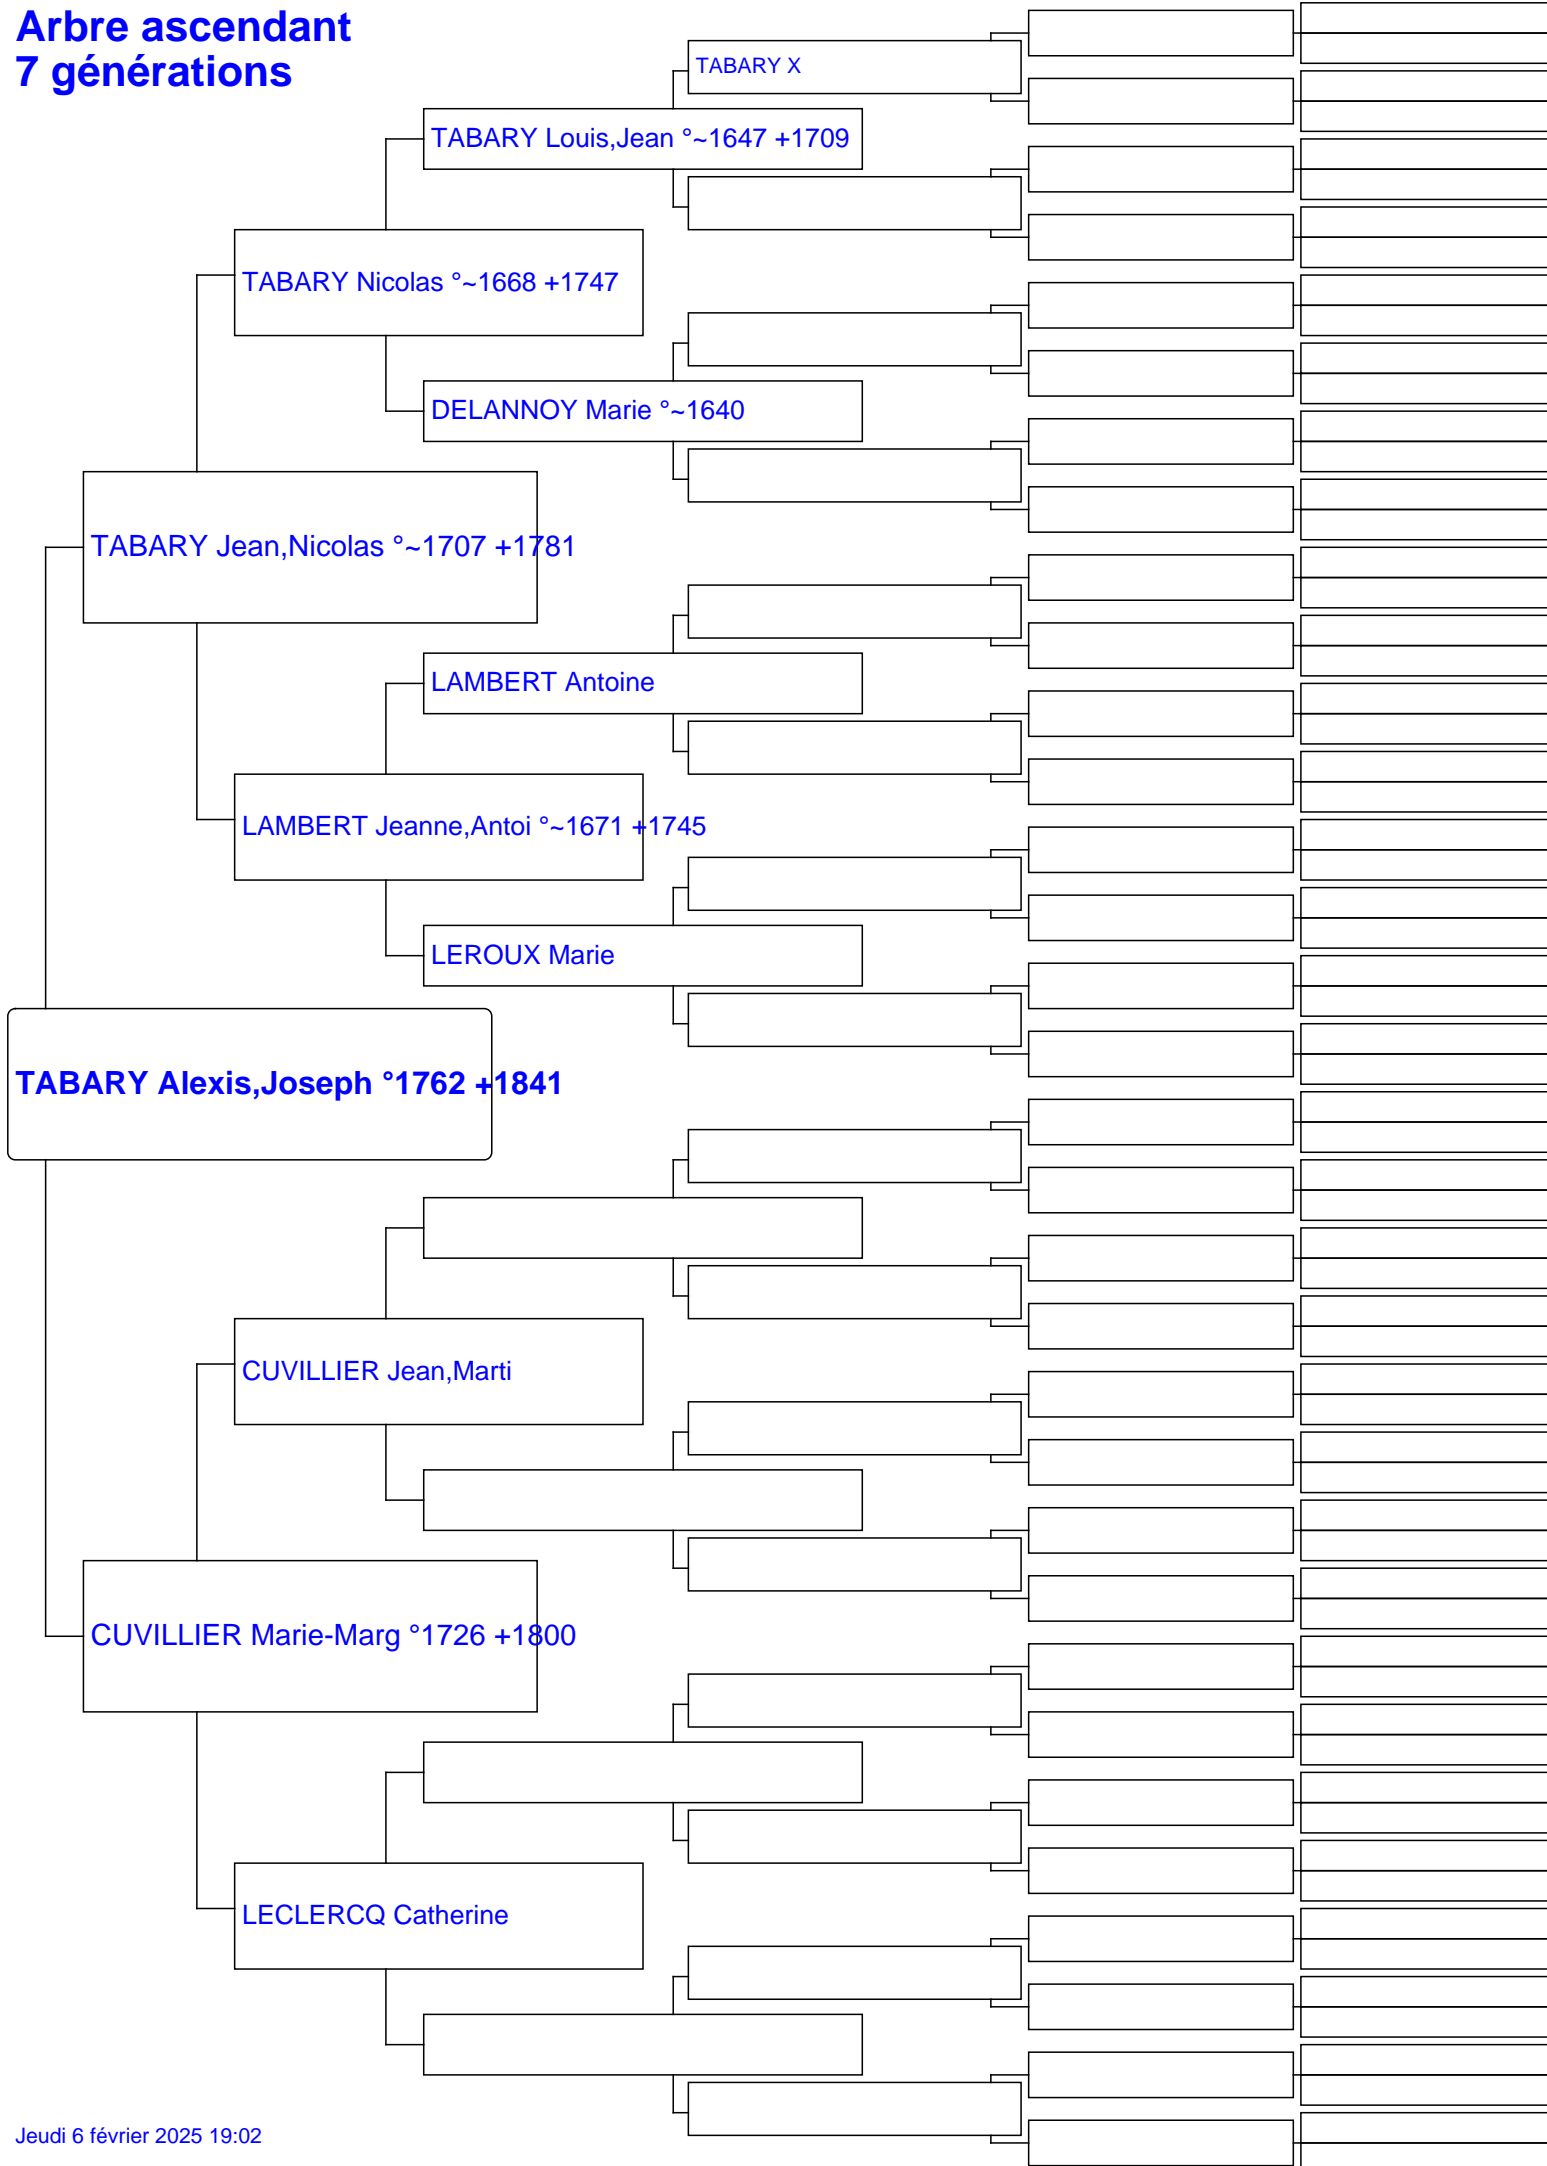 Arbre ascendant
7 générations
TABARY X
TABARY Louis,Jean °~1647 +1709
TABARY Nicolas °~1668 +1747
DELANNOY Marie °~1640
TABARY Jean,Nicolas °~1707 +1781
LAMBERT Antoine
LAMBERT Jeanne,Antoi °~1671 +1745
LEROUX Marie
TABARY Alexis,Joseph °1762 +1841
CUVILLIER Jean,Marti
CUVILLIER Marie-Marg °1726 +1800
LECLERCQ Catherine
Jeudi 6 février 2025 19:02